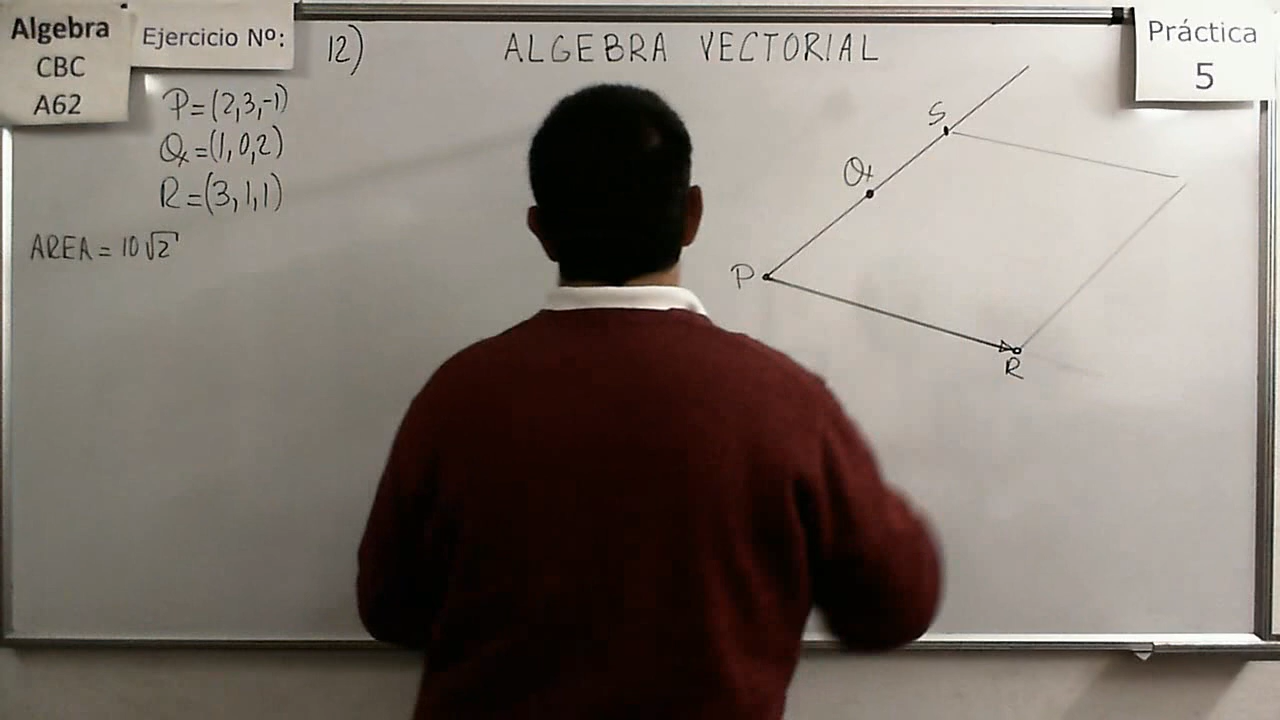 Algebra
CBC
A62
Ejercicio Nº:
12)
ALGEBRA VECTORIAL
Práctica
5
P=(2,3,-1)
Q=(1,0,2)
R=(3,1,1)
AREA = 10√2
S
Q
P
R